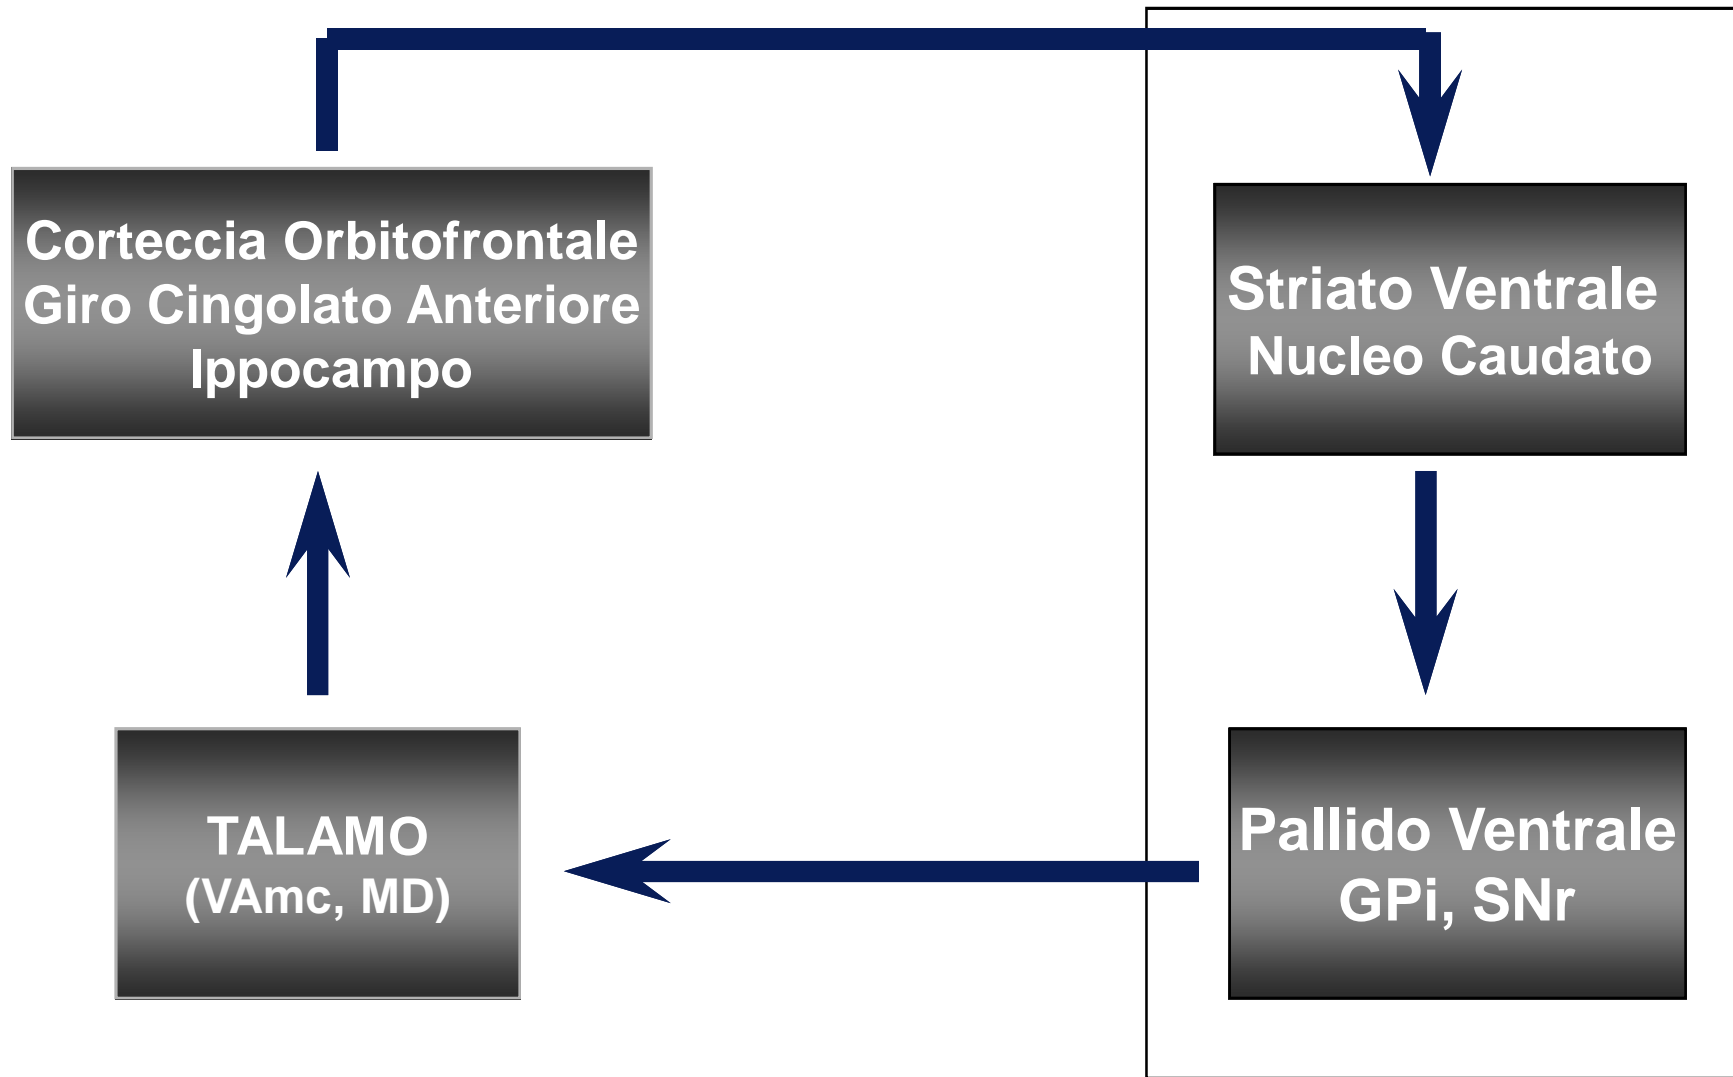 Corteccia Orbitofrontale
Giro Cingolato Anteriore
Ippocampo
Striato Ventrale
Nucleo Caudato
TALAMO
(VAmc, MD)
Pallido Ventrale
GPi, SNr